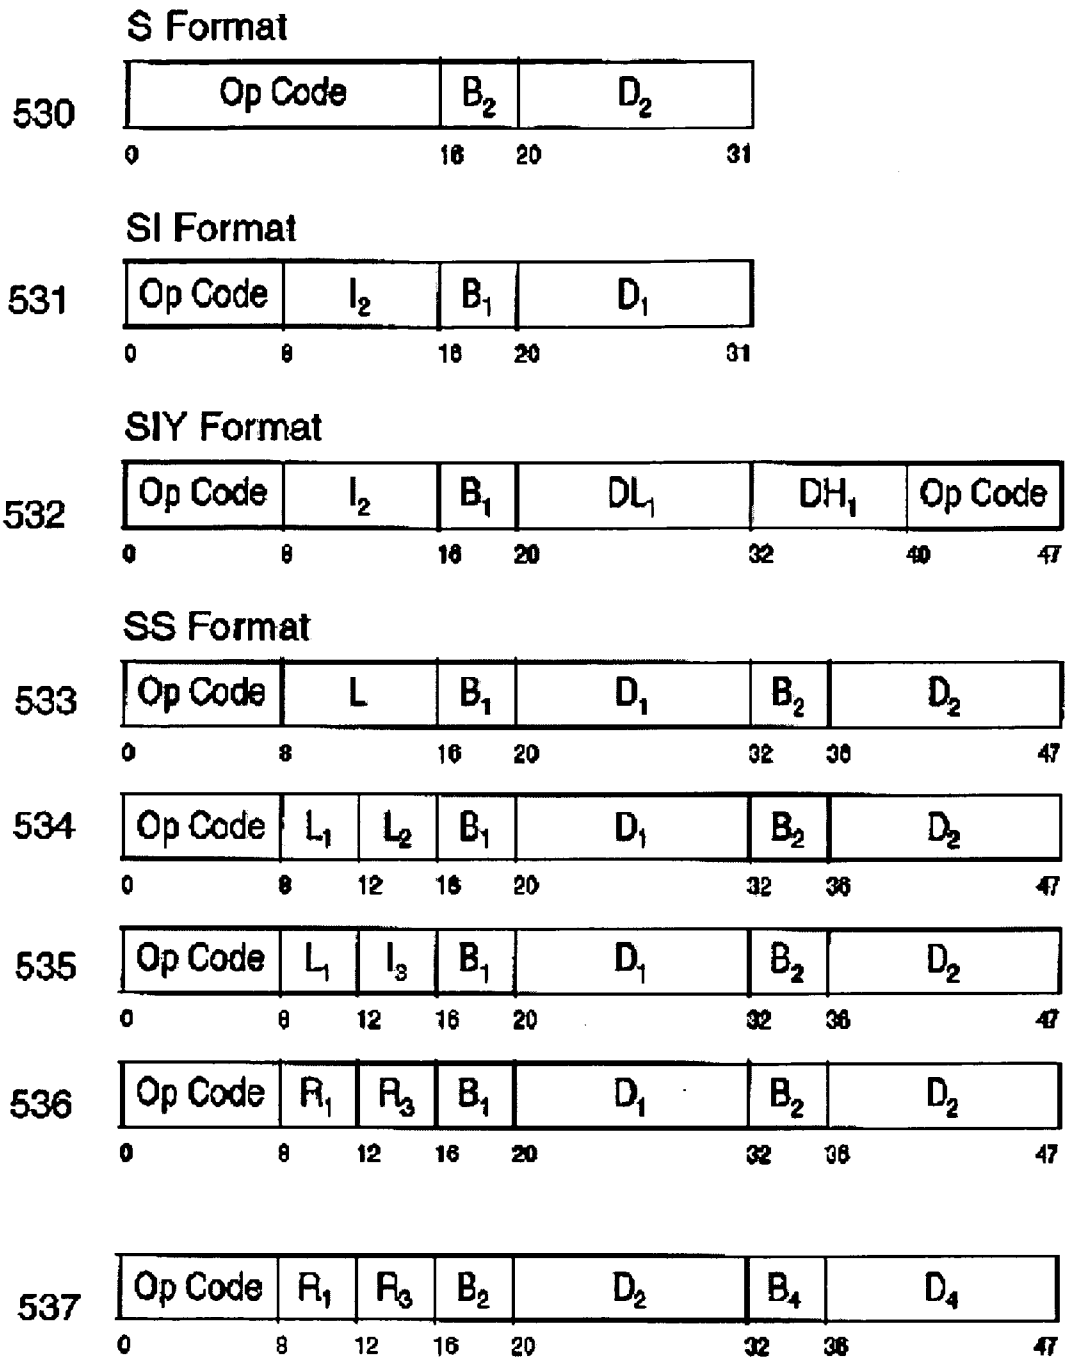 S Format
530 Op Code B₂ D₂
0 16 20 31
SI Format
531 Op Code I₂ B₁ D₁
0 8 16 20 31
SIY Format
532 Op Code I₂ B₁ DL₁ DH₁ Op Code
0 8 16 20 32 40 47
SS Format
533 Op Code L B₁ D₁ B₂ D₂
0 8 16 20 32 36 47
534 Op Code L₁ L₂ B₁ D₁ B₂ D₂
0 8 12 16 20 32 36 47
535 Op Code L₁ I₃ B₁ D₁ B₂ D₂
0 8 12 16 20 32 36 47
536 Op Code R₁ R₃ B₁ D₁ B₂ D₂
0 8 12 16 20 32 36 47
537 Op Code R₁ R₃ B₂ D₂ B₄ D₄
0 8 12 16 20 32 36 47